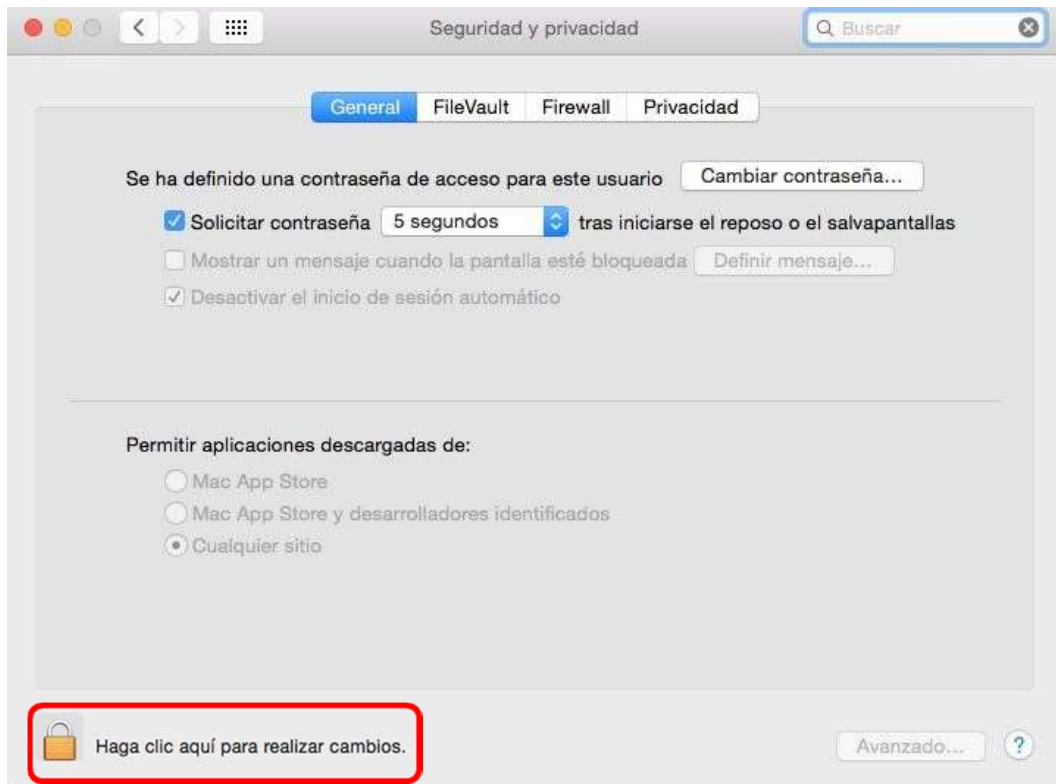 Seguridad y privacidad
Buscar
General FileVault Firewall Privacidad
Se ha definido una contraseña de acceso para este usuario Cambiar contraseña...
Solicitar contraseña 5 segundos tras iniciarse el reposo o el salvapantallas
Mostrar un mensaje cuando la pantalla esté bloqueada Definir mensaje...
Desactivar el inicio de sesión automático
Permitir aplicaciones descargadas de:
Mac App Store
Mac App Store y desarrolladores identificados
Cualquier sitio
Haga clic aquí para realizar cambios.
Avanzado... ?